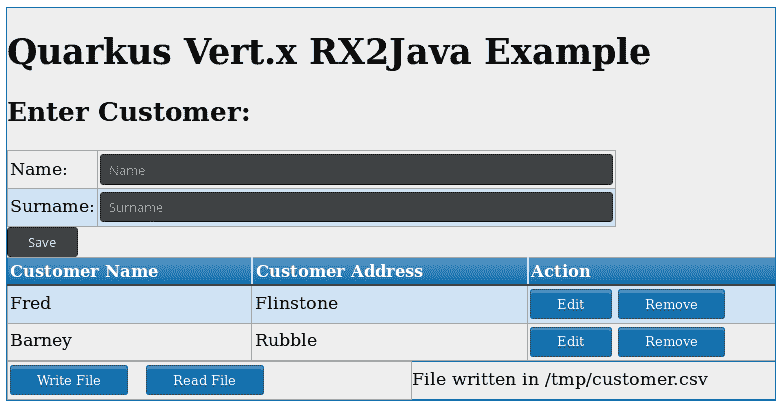 Quarkus Vert.x RX2Java Example
Enter Customer:
Name: Name
Surname: Surname
Save
Customer Name Customer Address Action
Fred Flinstone Edit Remove
Barney Rubble Edit Remove
Write File Read File File written in /tmp/customer.csv